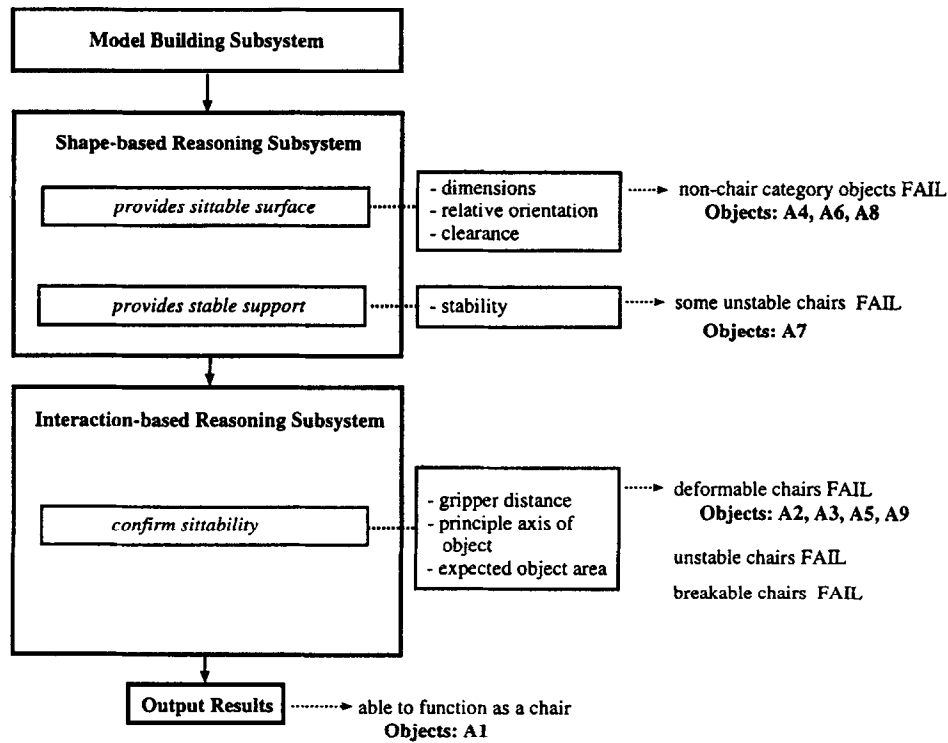 Model Building Subsystem
Shape-based Reasoning Subsystem
provides sittable surface
- dimensions
- relative orientation
- clearance
non-chair category objects FAIL
Objects: A4, A6, A8
provides stable support
- stability
some unstable chairs FAIL
Objects: A7
Interaction-based Reasoning Subsystem
confirm sittability
- gripper distance
- principle axis of
object
- expected object area
deformable chairs FAIL
Objects: A2, A3, A5, A9
unstable chairs FAIL
breakable chairs FAIL
Output Results
able to function as a chair
Objects: A1